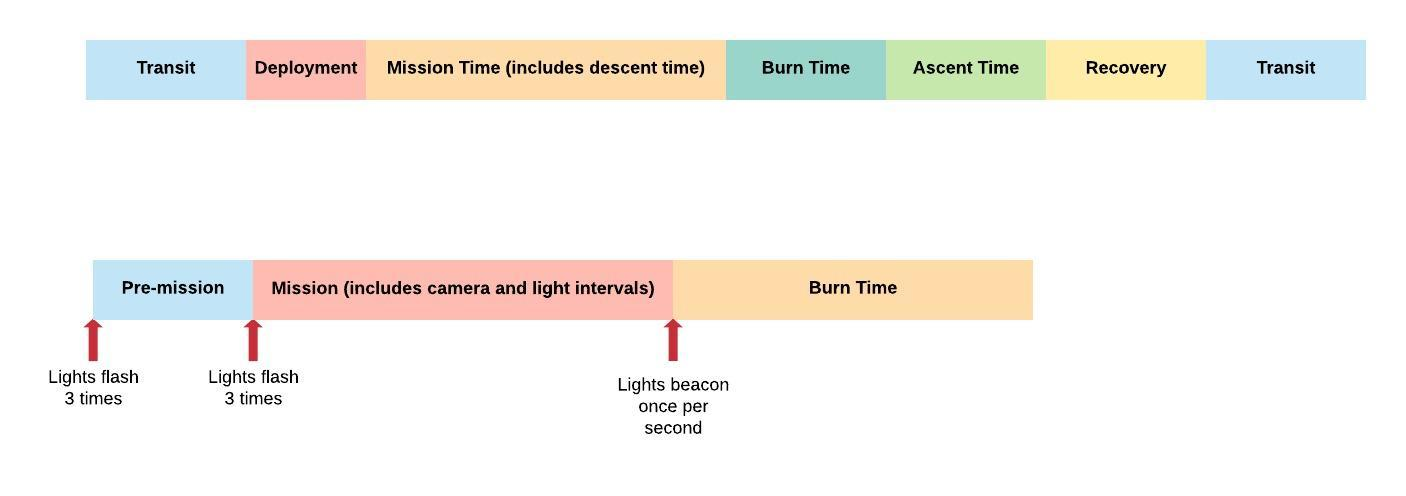 Transit Deployment Mission Time (includes descent time) Burn Time Ascent Time Recovery Transit
Pre-mission Mission (includes camera and light intervals) Burn Time
Lights flash
3 times
Lights flash
3 times
Lights beacon
once per
second